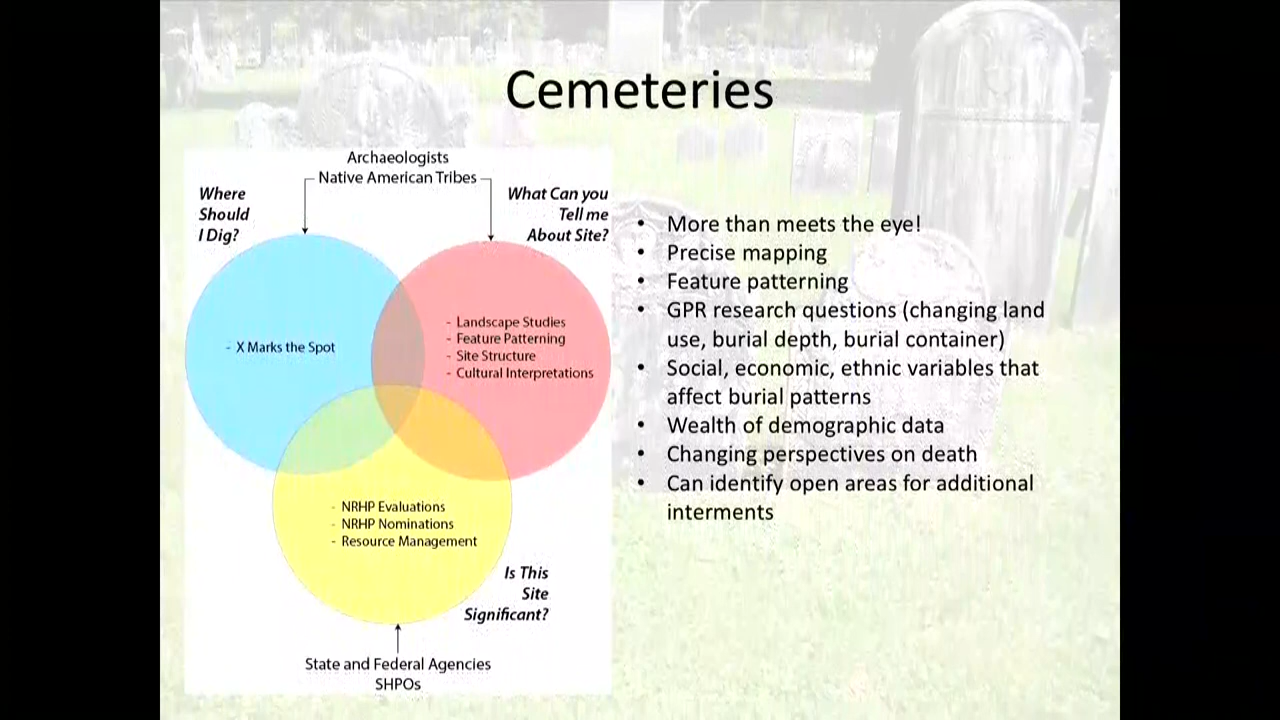 Cemeteries
Archaeologists
Native American Tribes
Where
Should
I Dig?
What Can you
Tell me
About Site?
- X Marks the Spot
- Landscape Studies
- Feature Patterning
- Site Structure
- Cultural Interpretations
- NRHP Evaluations
- NRHP Nominations
- Resource Management
Is This
Site
Significant?
State and Federal Agencies
SHPOs
• More than meets the eye!
• Precise mapping
• Feature patterning
• GPR research questions (changing land
use, burial depth, burial container)
• Social, economic, ethnic variables that
affect burial patterns
• Wealth of demographic data
• Changing perspectives on death
• Can identify open areas for additional
interments